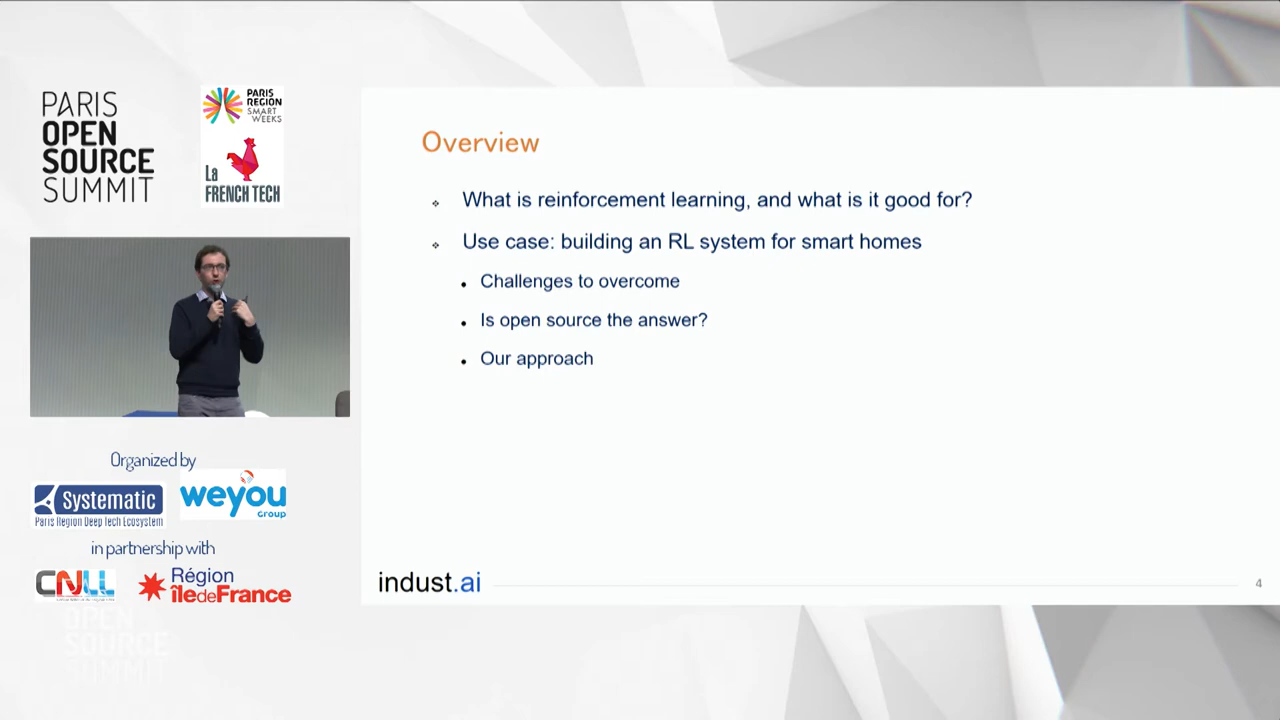 PARIS
OPEN
SOURCE
SUMMIT
PARIS
REGION
SMART
WEEKS
La
FRENCH TECH
Overview
What is reinforcement learning, and what is it good for?
Use case: building an RL system for smart homes
Challenges to overcome
Is open source the answer?
Our approach
Organized by
Systematic
Paris Region Deep Tech Ecosystem
weyou
Group
in partnership with
CNLL
Région
îledeFrance
indust.ai
4
OPEN
SOURCE
SUMMIT